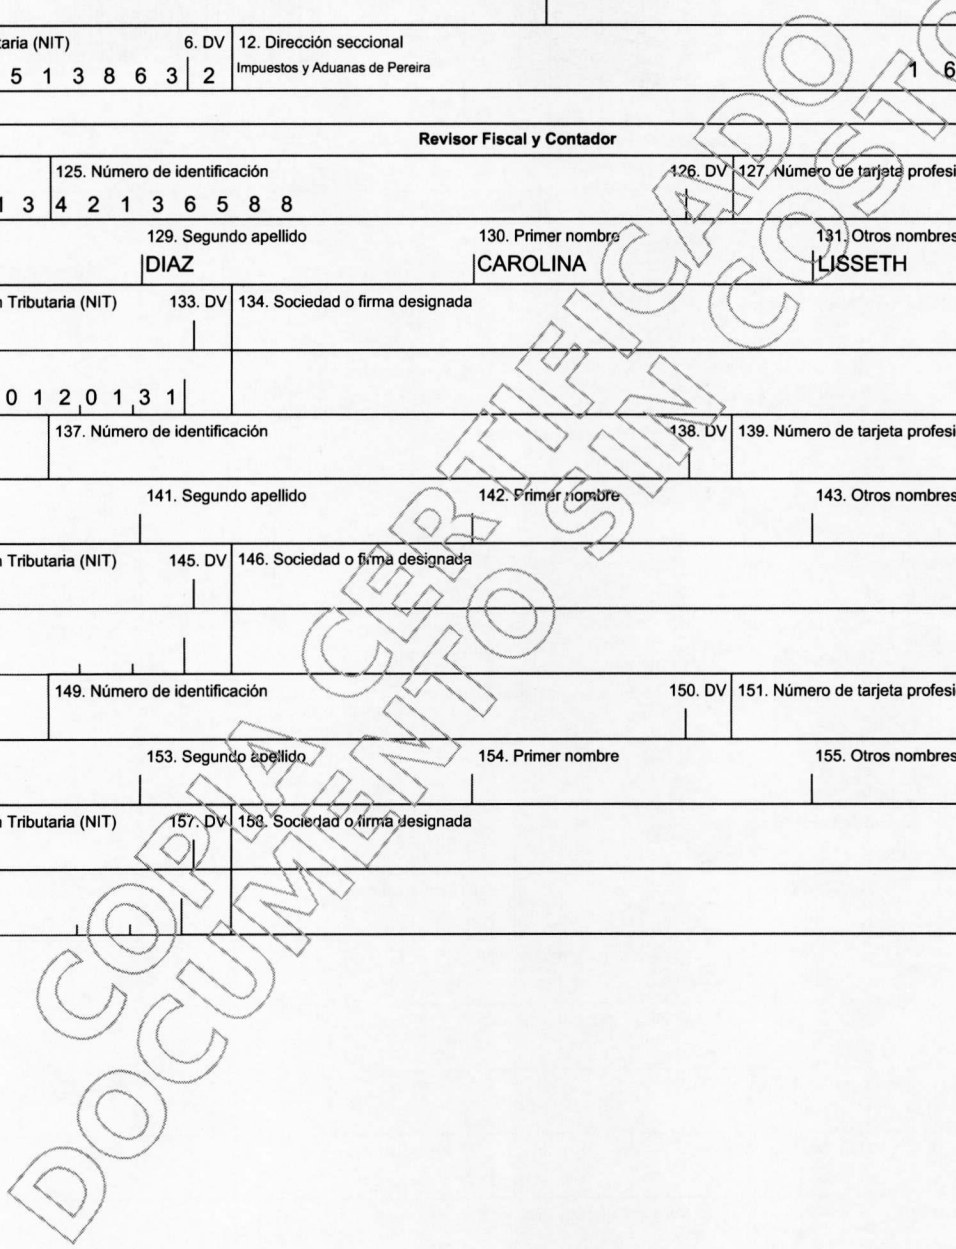 taria (NIT) 6. DV 12. Dirección seccional
5 1 3 8 6 3 2 Impuestos y Aduanas de Pereira 1 6
Revisor Fiscal y Contador
125. Número de identificación 126. DV 127. Número de tarjeta profesi
1 3 4 2 1 3 6 5 8 8
129. Segundo apellido 130. Primer nombre 131. Otros nombres
DIAZ CAROLINA LISSETH
Tributaria (NIT) 133. DV 134. Sociedad o firma designada
0 1 2 0 1 3 1
137. Número de identificación 138. DV 139. Número de tarjeta profesi
141. Segundo apellido 142. Primer nombre 143. Otros nombres
Tributaria (NIT) 145. DV 146. Sociedad o firma designada
149. Número de identificación 150. DV 151. Número de tarjeta profesi
153. Segundo apellido 154. Primer nombre 155. Otros nombres
Tributaria (NIT) 157. DV 158. Sociedad o firma designada
COPIA CERTIFICADO
DOCUMENTO SIN COSTO